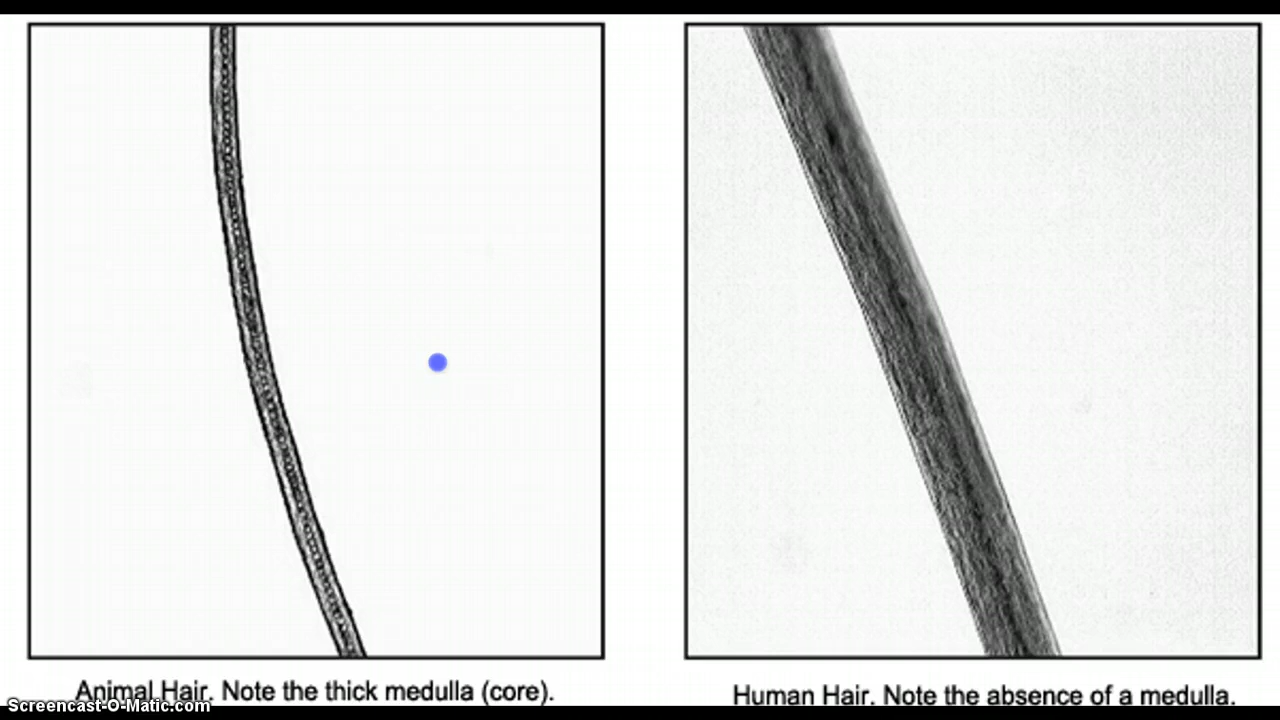 Animal Hair. Note the thick medulla (core).
Human Hair. Note the absence of a medulla.
Screencast-O-Matic.com